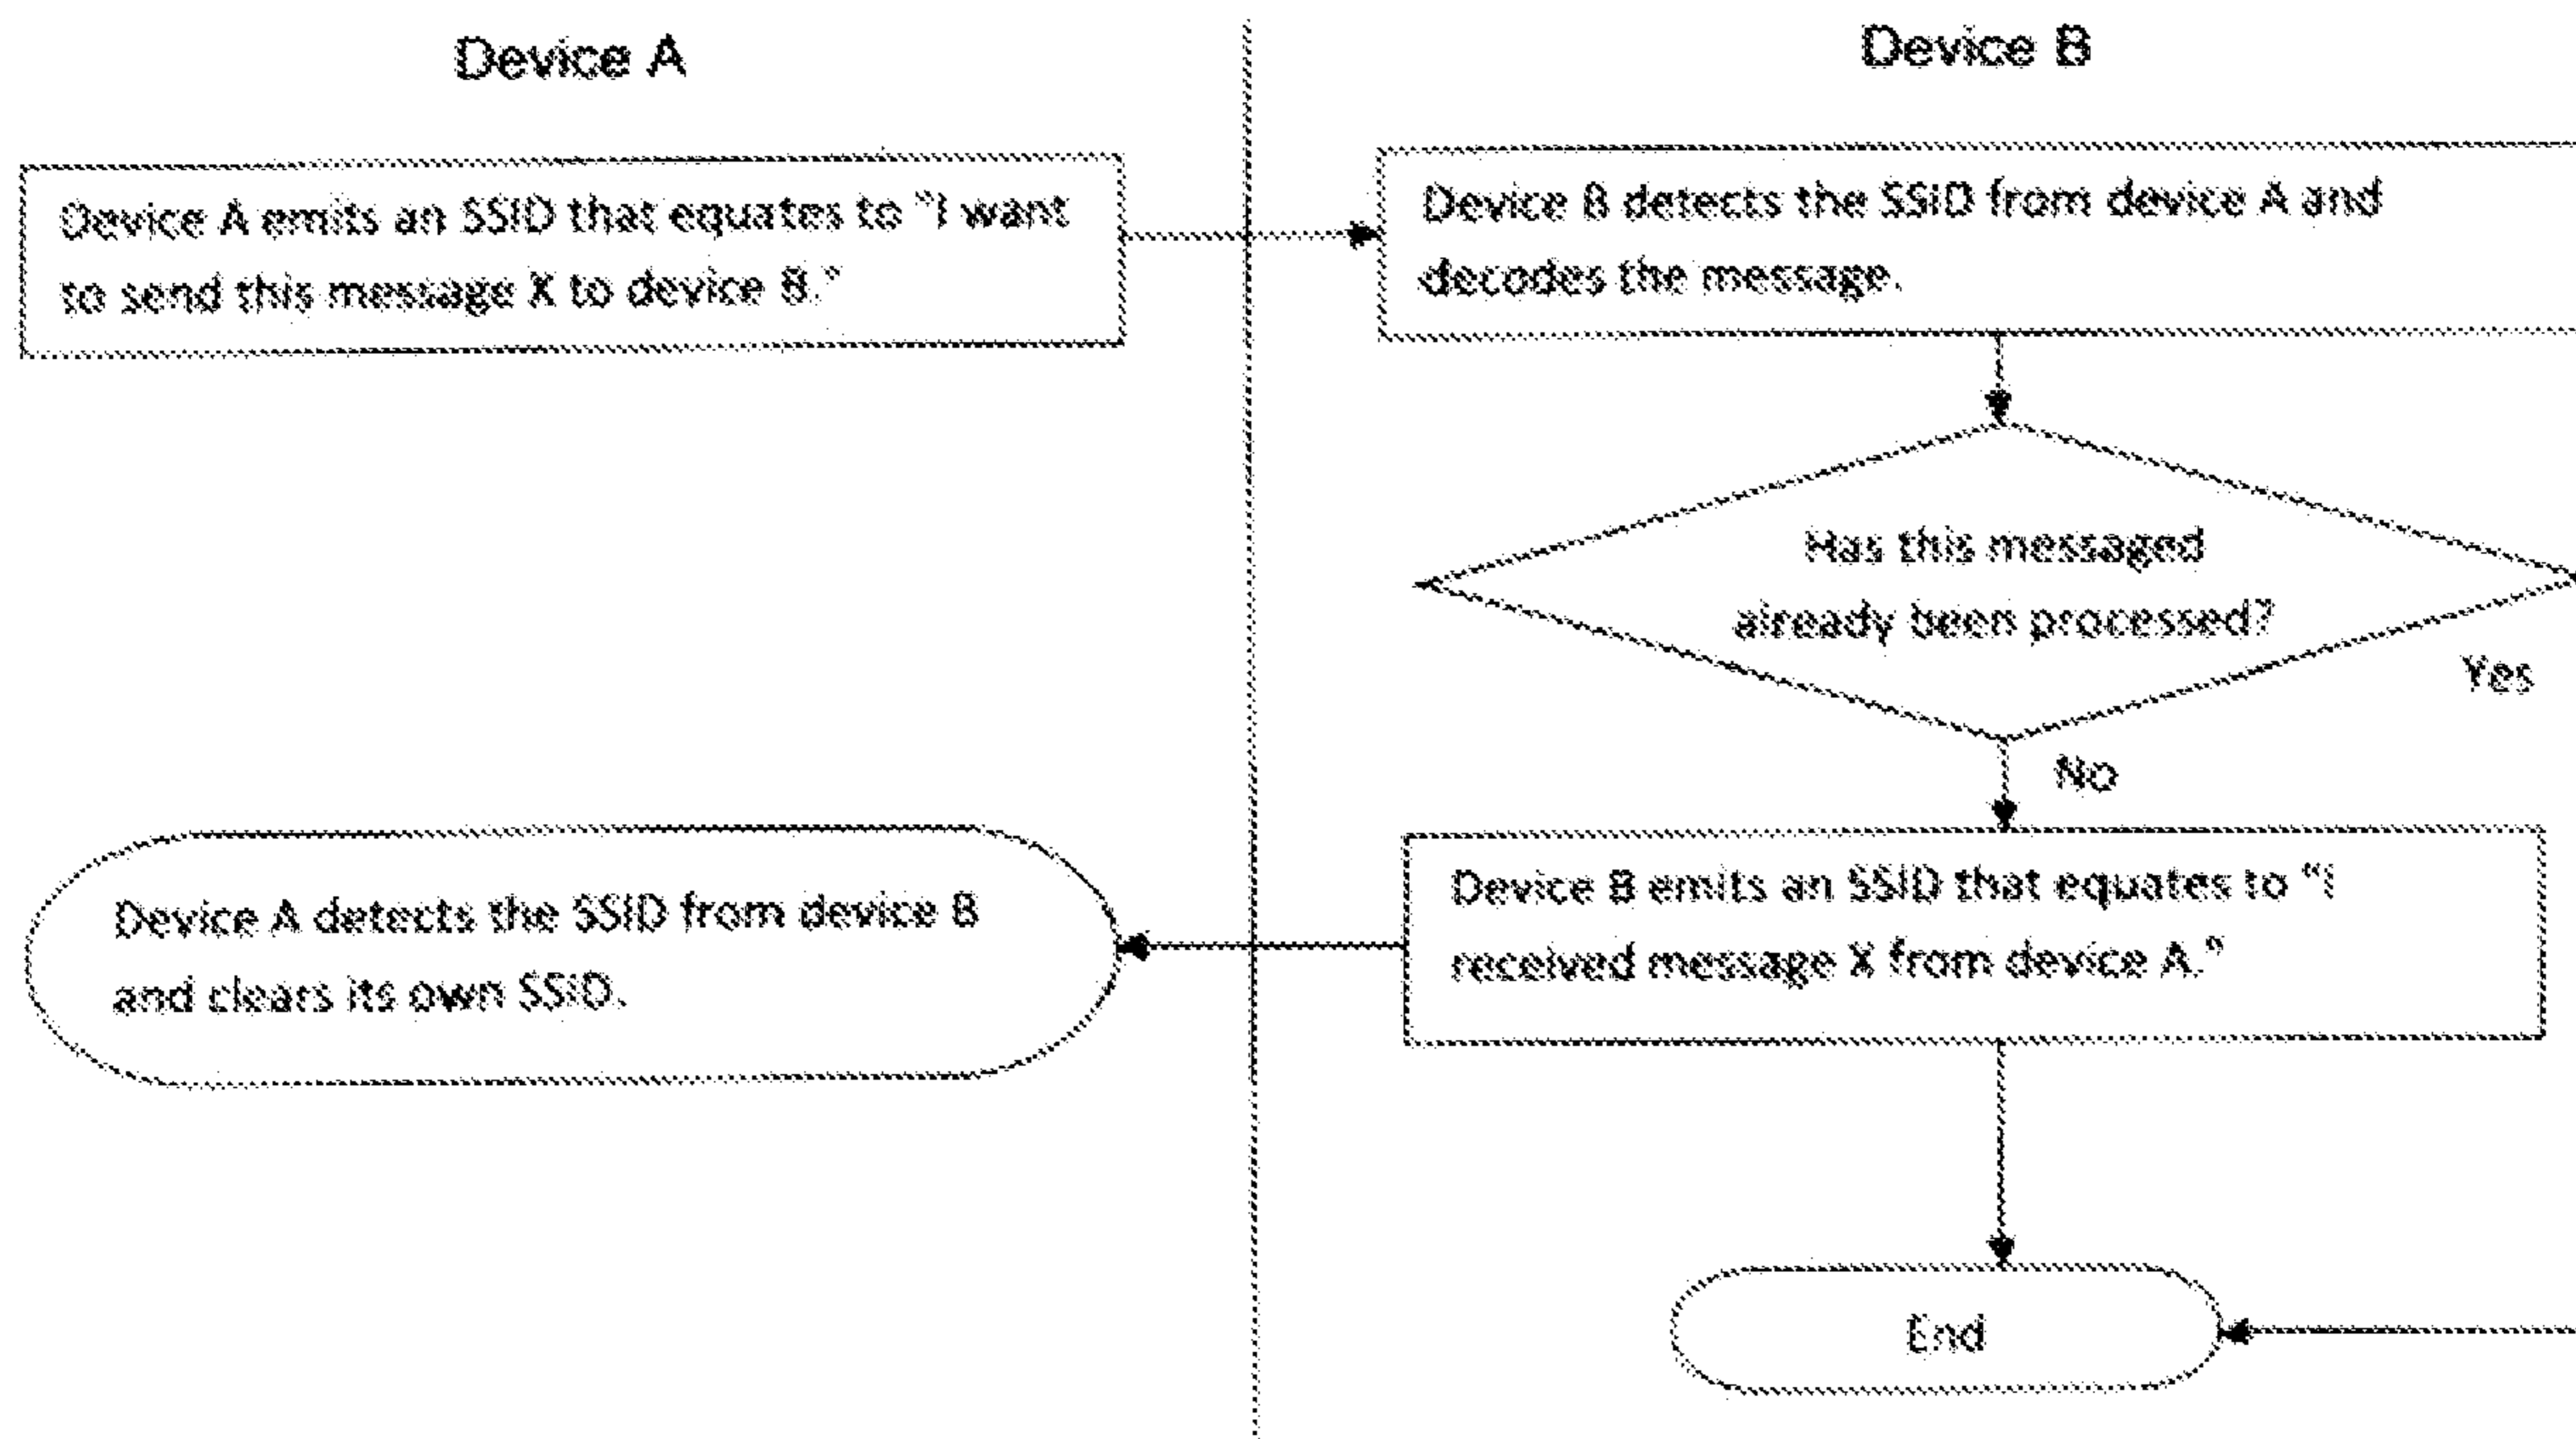 Device A
Device B
Device A emits an SSID that equates to "I want
to send this message X to device B."
Device B detects the SSID from device A and
decodes the message.
Has this messaged
already been processed?
Yes
No
Device B emits an SSID that equates to "I
received message X from device A."
Device A detects the SSID from device B
and clears its own SSID.
End